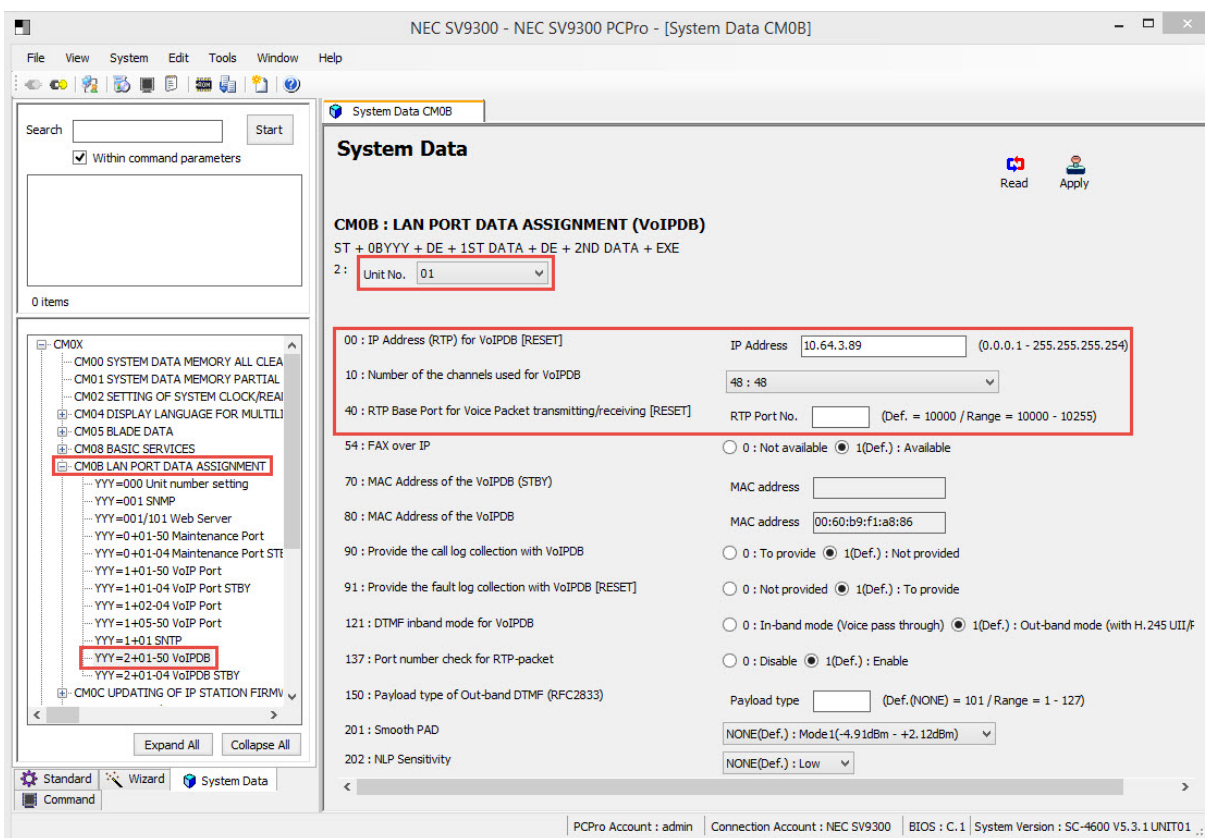 NEC SV9300 - NEC SV9300 PCPro - [System Data CM0B]
File View System Edit Tools Window Help
Search Start
Within command parameters
0 items
CM0X
CM00 SYSTEM DATA MEMORY ALL CLEA
CM01 SYSTEM DATA MEMORY PARTIAL
CM02 SETTING OF SYSTEM CLOCK/REAI
CM04 DISPLAY LANGUAGE FOR MULTILI
CM05 BLADE DATA
CM08 BASIC SERVICES
CM0B LAN PORT DATA ASSIGNMENT
YYY=000 Unit number setting
YYY=001 SNMP
YYY=001/101 Web Server
YYY=0+01-50 Maintenance Port
YYY=0+01-04 Maintenance Port STE
YYY=1+01-50 VoIP Port
YYY=1+01-04 VoIP Port STBY
YYY=1+02-04 VoIP Port
YYY=1+05-50 VoIP Port
YYY=1+01 SNTP
YYY=2+01-50 VoIPDB
YYY=2+01-04 VoIPDB STBY
CM0C UPDATING OF IP STATION FIRMW
Expand All Collapse All
Standard Wizard System Data
Command
System Data CM0B
System Data
Read Apply
CM0B : LAN PORT DATA ASSIGNMENT (VoIPDB)
ST + 0BYYY + DE + 1ST DATA + DE + 2ND DATA + EXE
2 : Unit No. 01
00 : IP Address (RTP) for VoIPDB [RESET] IP Address 10.64.3.89 (0.0.0.1 - 255.255.255.254)
10 : Number of the channels used for VoIPDB 48 : 48
40 : RTP Base Port for Voice Packet transmitting/receiving [RESET] RTP Port No. (Def. = 10000 / Range = 10000 - 10255)
54 : FAX over IP 0 : Not available 1(Def.) : Available
70 : MAC Address of the VoIPDB (STBY) MAC address
80 : MAC Address of the VoIPDB MAC address 00:60:b9:f1:a8:86
90 : Provide the call log collection with VoIPDB 0 : To provide 1(Def.) : Not provided
91 : Provide the fault log collection with VoIPDB [RESET] 0 : Not provided 1(Def.) : To provide
121 : DTMF inband mode for VoIPDB 0 : In-band mode (Voice pass through) 1(Def.) : Out-band mode (with H.245 UII/F
137 : Port number check for RTP-packet 0 : Disable 1(Def.) : Enable
150 : Payload type of Out-band DTMF (RFC2833) Payload type (Def.(NONE) = 101 / Range = 1 - 127)
201 : Smooth PAD NONE(Def.) : Mode1(-4.91dBm - +2.12dBm)
202 : NLP Sensitivity NONE(Def.) : Low
PCPro Account : admin Connection Account : NEC SV9300 BIOS : C.1 System Version : SC-4600 V5.3.1 UNIT01